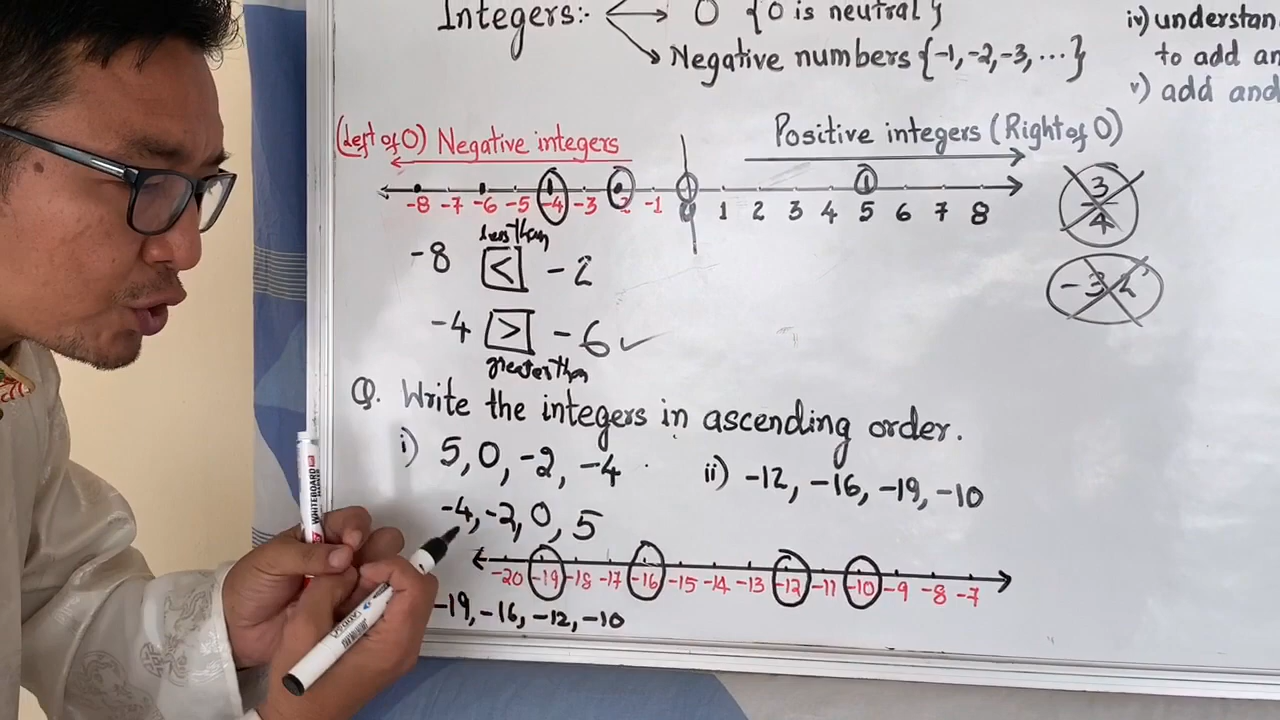 Integers:- 0 {0 is neutral}
Negative numbers {-1, -2, -3, ...}
iv) understan
to add an
v) add and
(Left of 0) Negative integers
Positive integers (Right of 0)
-8 -7 -6 -5 -4 -3 -2 -1 0 1 2 3 4 5 6 7 8
3
4
-8 < -2
less than
-3.2
-4 > -6 ✓
greater than
Q. Write the integers in ascending order.
i) 5, 0, -2, -4
ii) -12, -16, -19, -10
-4, -2, 0, 5
-20 -19 -18 -17 -16 -15 -14 -13 -12 -11 -10 -9 -8 -7
-19, -16, -12, -10
WHITEBOARD